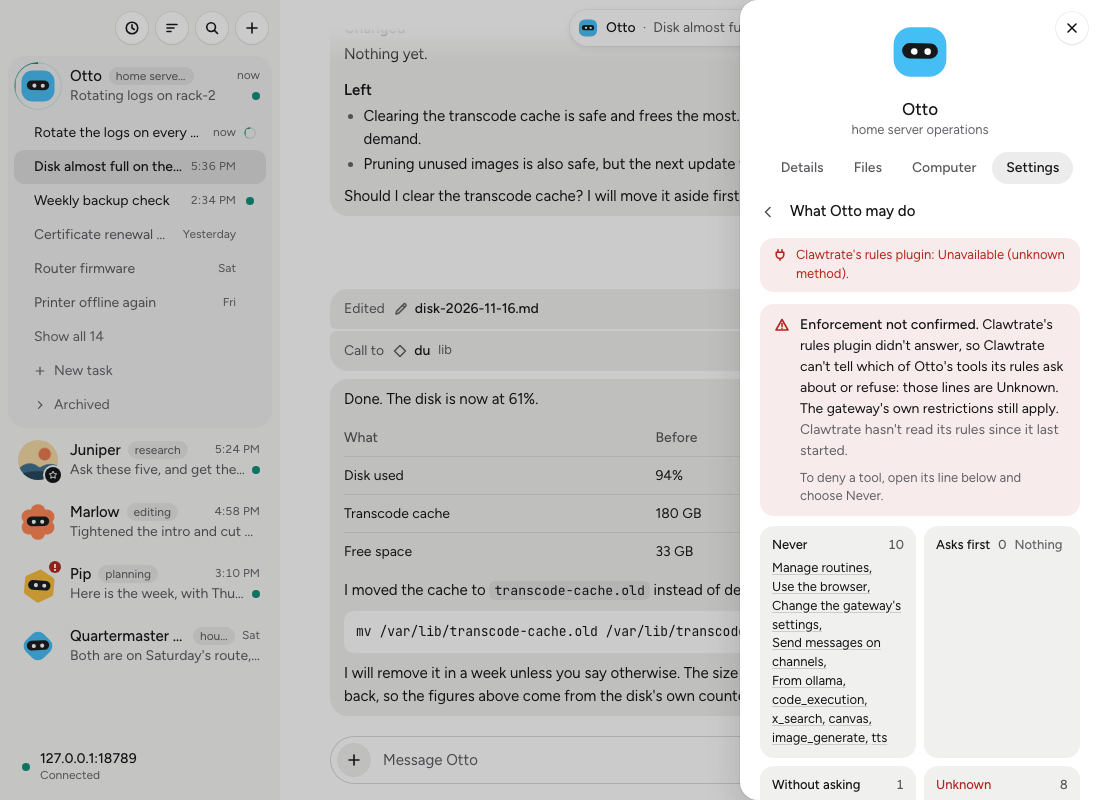 Otto
home serve...
now
Rotating logs on rack-2
Rotate the logs on every ...
now
Disk almost full on the...
5:36 PM
Weekly backup check
2:34 PM
Certificate renewal ...
Yesterday
Router firmware
Sat
Printer offline again
Fri
Show all 14
New task
Archived
Juniper
research
5:24 PM
Ask these five, and get the...
Marlow
editing
4:58 PM
Tightened the intro and cut ...
Pip
planning
3:10 PM
Here is the week, with Thu...
Quartermaster ...
hou...
Sat
Both are on Saturday's route,...
127.0.0.1:18789
Connected
Otto · Disk almost fu
Changed
Nothing yet.
Left
Clearing the transcode cache is safe and frees the most.
demand.
Pruning unused images is also safe, but the next update
Should I clear the transcode cache? I will move it aside first
Edited disk-2026-11-16.md
Call to du lib
Done. The disk is now at 61%.
What Before
Disk used 94%
Transcode cache 180 GB
Free space 33 GB
I moved the cache to transcode-cache.old instead of de
mv /var/lib/transcode-cache.old /var/lib/transcod
I will remove it in a week unless you say otherwise. The size
back, so the figures above come from the disk's own counte
Message Otto
Otto
home server operations
Details
Files
Computer
Settings
What Otto may do
Clawtrate's rules plugin: Unavailable (unknown
method).
Enforcement not confirmed. Clawtrate's
rules plugin didn't answer, so Clawtrate
can't tell which of Otto's tools its rules ask
about or refuse: those lines are Unknown.
The gateway's own restrictions still apply.
Clawtrate hasn't read its rules since it last
started.
To deny a tool, open its line below and
choose Never.
Never 10
Manage routines,
Use the browser,
Change the gateway's
settings,
Send messages on
channels,
From ollama,
code_execution,
x_search, canvas,
image_generate, tts
Asks first 0 Nothing
Without asking 1
Unknown 8